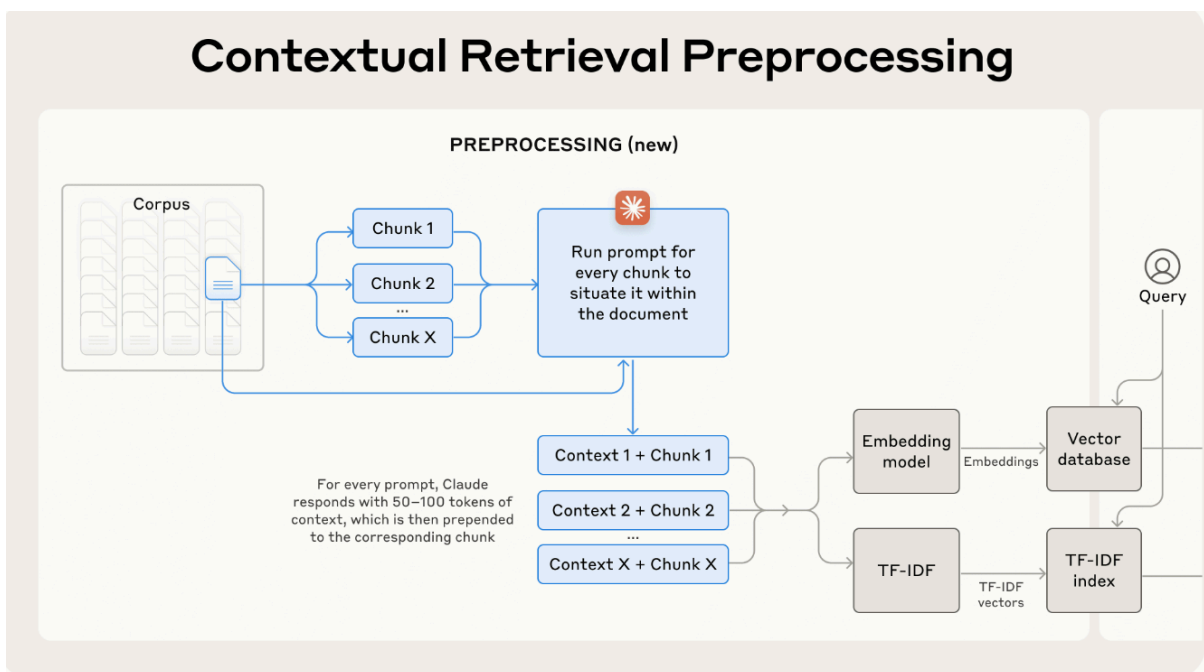 Contextual Retrieval Preprocessing
PREPROCESSING (new)
Corpus
Chunk 1
Chunk 2
...
Chunk X
Run prompt for
every chunk to
situate it within
the document
Query
For every prompt, Claude
responds with 50–100 tokens of
context, which is then prepended
to the corresponding chunk
Context 1 + Chunk 1
Context 2 + Chunk 2
...
Context X + Chunk X
Embedding
model
Embeddings
Vector
database
TF-IDF
TF-IDF
vectors
TF-IDF
index